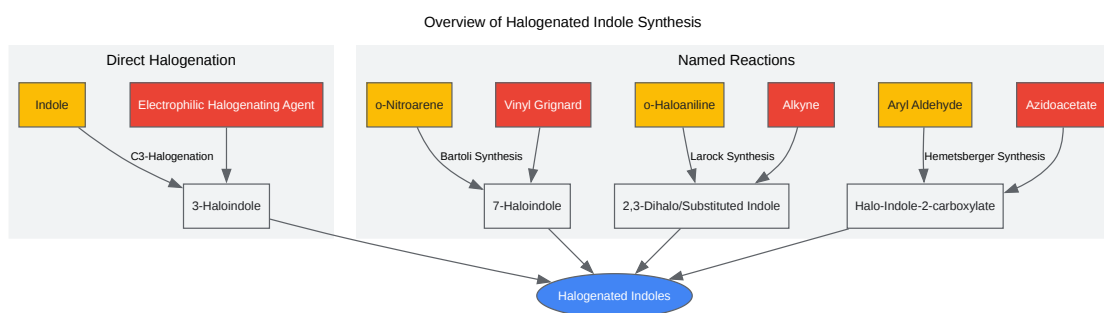 Overview of Halogenated Indole Synthesis
Direct Halogenation
Named Reactions
Indole
Electrophilic Halogenating Agent
o-Nitroarene
Vinyl Grignard
o-Haloaniline
Alkyne
Aryl Aldehyde
Azidoacetate
C3-Halogenation
Bartoli Synthesis
Larock Synthesis
Hemetsberger Synthesis
3-Haloindole
7-Haloindole
2,3-Dihalo/Substituted Indole
Halo-Indole-2-carboxylate
Halogenated Indoles